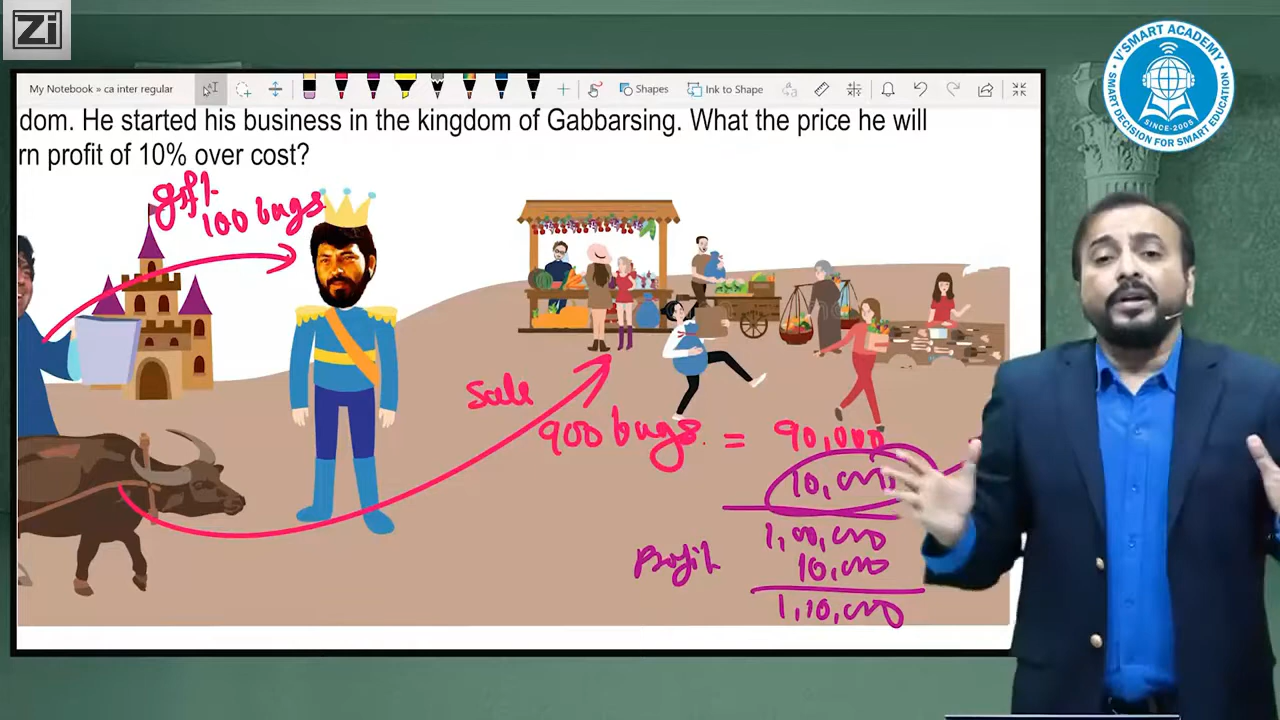 Zi
My Notebook » ca inter regular
Shapes
Ink to Shape
dom. He started his business in the kingdom of Gabbarsing. What the price he will
rn profit of 10% over cost?
gift
100 bags
Sale
900 bags = 90,000
10,000
1,00,000
Profit 10,000
1,10,000
V'SMART ACADEMY
SINCE-2005
SMART DECISION FOR SMART EDUCATION